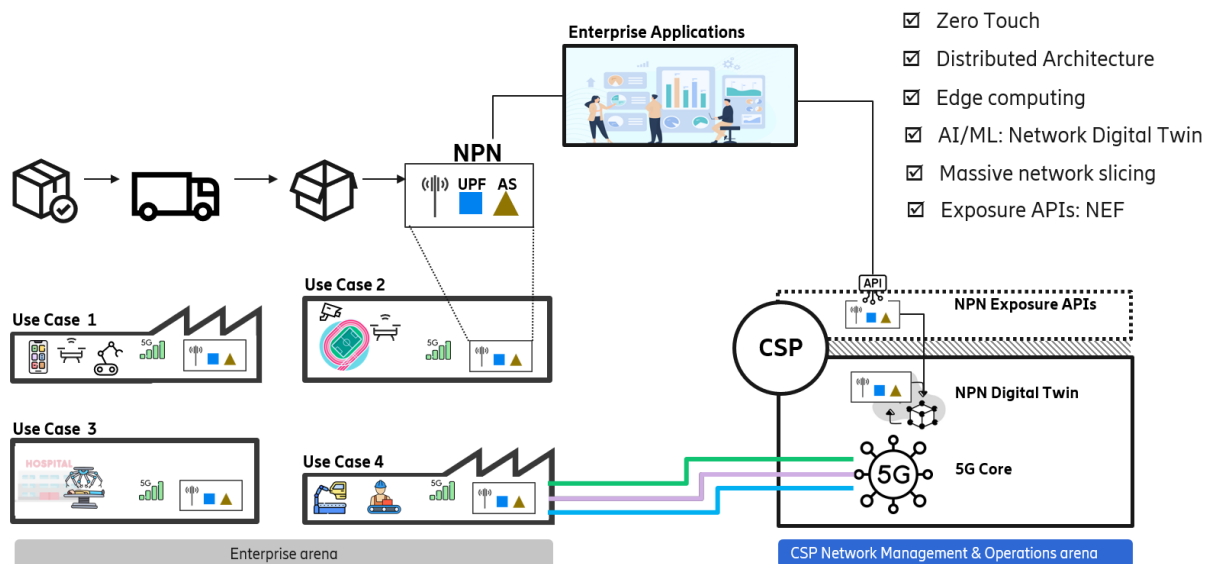 Enterprise Applications
Zero Touch
Distributed Architecture
Edge computing
AI/ML: Network Digital Twin
Massive network slicing
Exposure APIs: NEF
NPN
UPF AS
Use Case 1
5G
Use Case 2
5G
API
NPN Exposure APIs
CSP
NPN Digital Twin
Use Case 3
HOSPITAL
5G
Use Case 4
5G
5G
5G Core
Enterprise arena
CSP Network Management & Operations arena